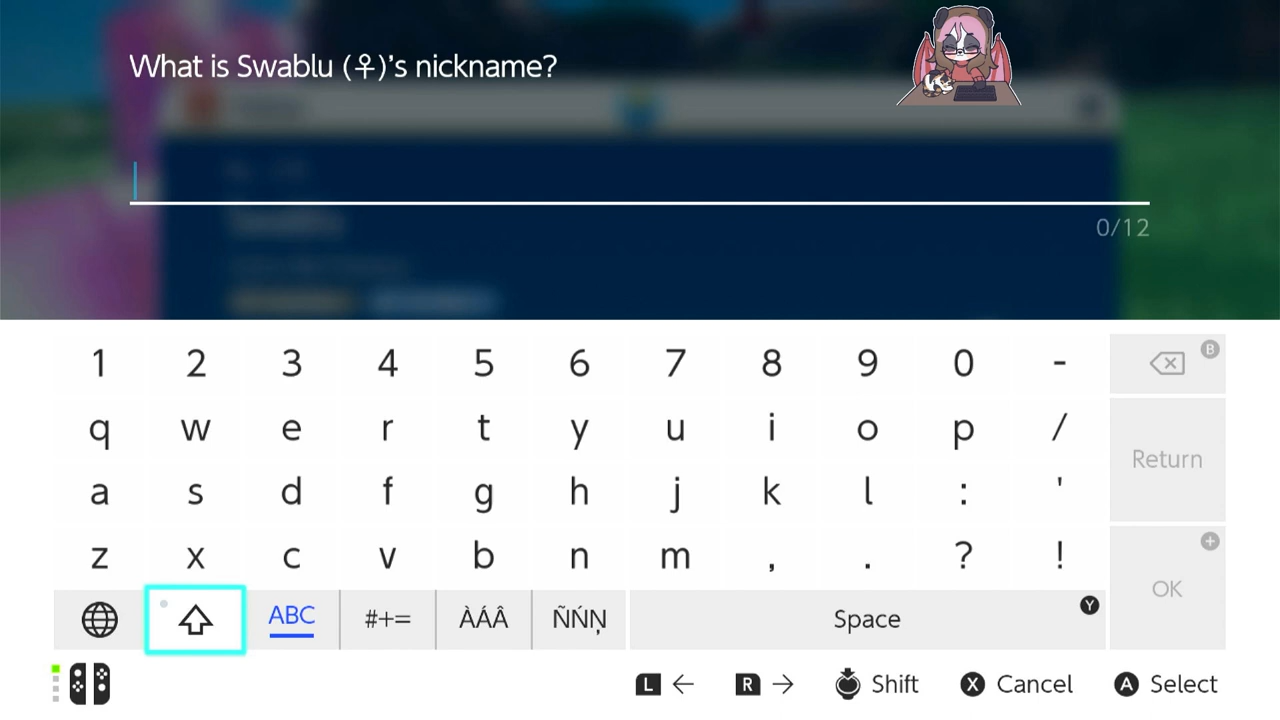 What is Swablu (♀)'s nickname?
0/12
1 2 3 4 5 6 7 8 9 0 -
q w e r t y u i o p /
Return
a s d f g h j k l : '
z x c v b n m , . ? !
OK
ABC #+= ÀÁÂ ÑŃŅ Space Y
L ← R → Shift X Cancel A Select
B
+